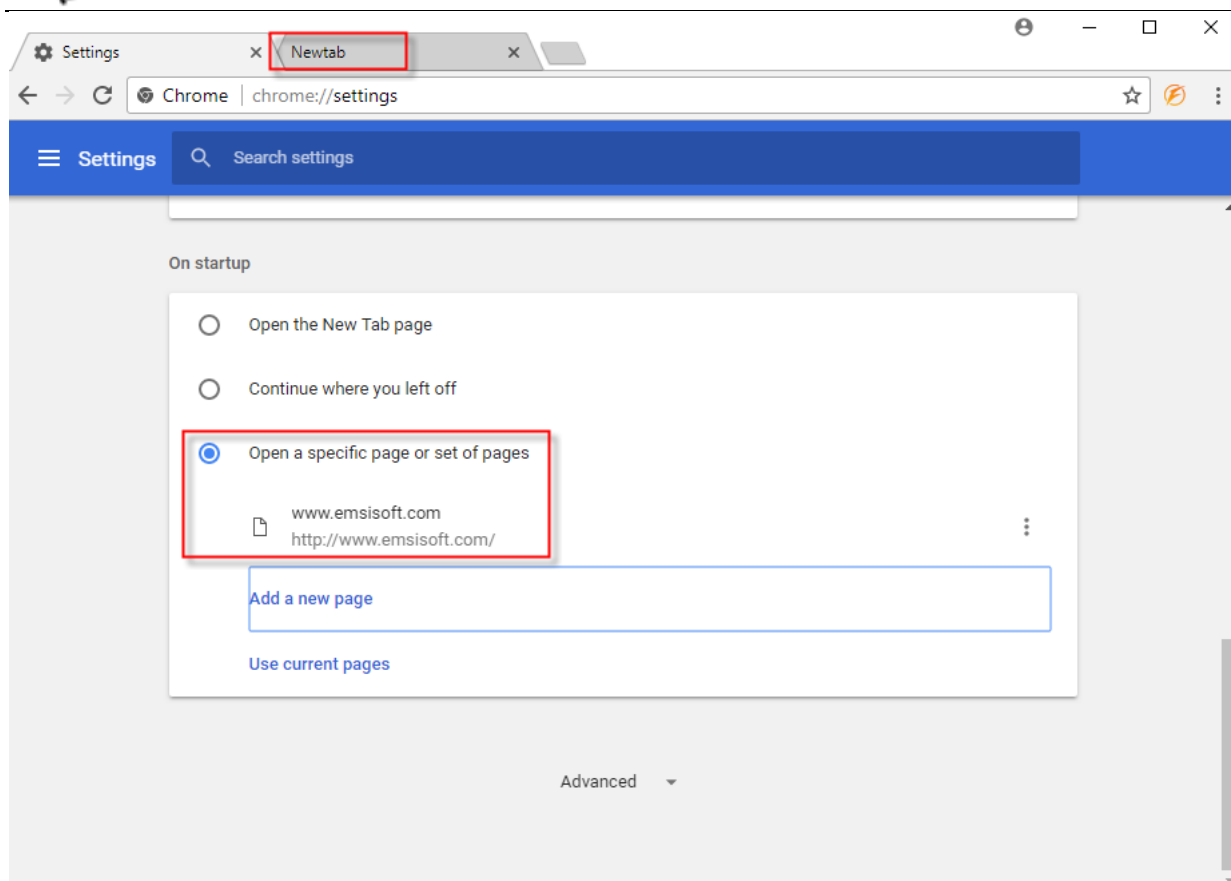 Settings
Newtab
Chrome chrome://settings
Settings
Search settings
On startup
Open the New Tab page
Continue where you left off
Open a specific page or set of pages
www.emsisoft.com
http://www.emsisoft.com/
Add a new page
Use current pages
Advanced